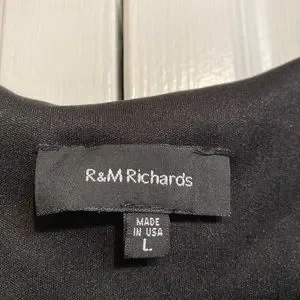 R&M Richards
MADE
IN USA
L.